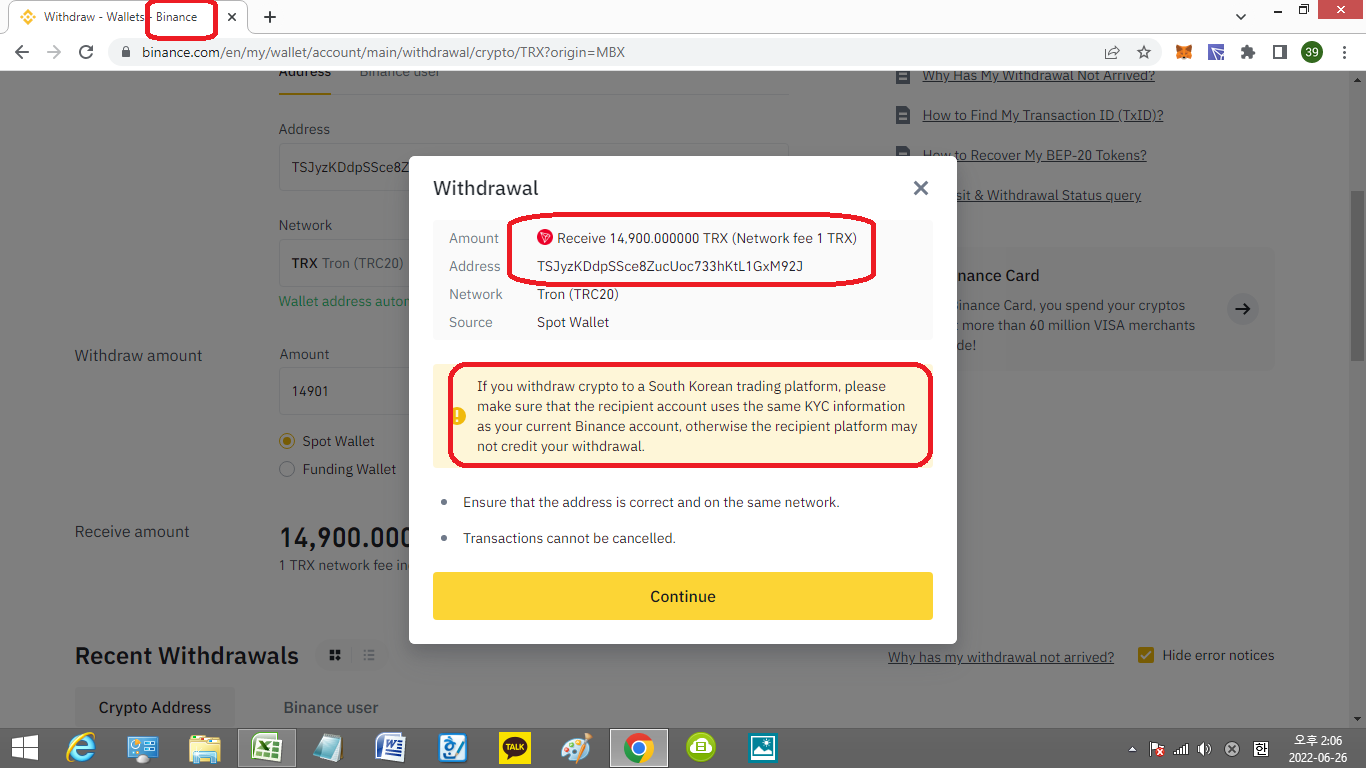 Withdraw - Wallets - Binance
binance.com/en/my/wallet/account/main/withdrawal/crypto/TRX?origin=MBX
39
Address Binance user
Why Has My Withdrawal Not Arrived?
Address
How to Find My Transaction ID (TxID)?
TSJyzKDdpSSce8Z
How to Recover My BEP-20 Tokens?
sit & Withdrawal Status query
Network
TRX Tron (TRC20)
Wallet address auton
nance Card
inance Card, you spend your cryptos
more than 60 million VISA merchants
de!
Withdraw amount
Amount
14901
Spot Wallet
Funding Wallet
Receive amount
14,900.000
1 TRX network fee in
Withdrawal
Amount Receive 14,900.000000 TRX (Network fee 1 TRX)
Address TSJyzKDdpSSce8ZucUoc733hKtL1GxM92J
Network Tron (TRC20)
Source Spot Wallet
If you withdraw crypto to a South Korean trading platform, please
make sure that the recipient account uses the same KYC information
as your current Binance account, otherwise the recipient platform may
not credit your withdrawal.
Ensure that the address is correct and on the same network.
Transactions cannot be cancelled.
Continue
Recent Withdrawals
Why has my withdrawal not arrived?
Hide error notices
Crypto Address
Binance user
TALK
한
오후 2:06
2022-06-26